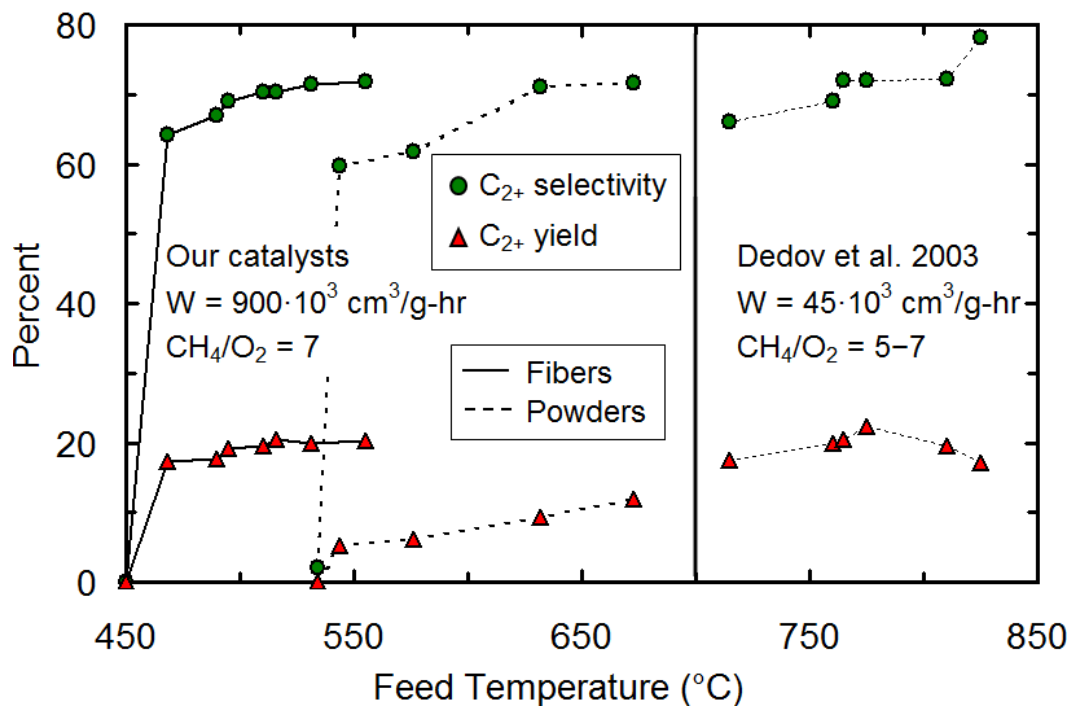 80
60
40
20
0
Percent
C₂₊ selectivity
C₂₊ yield
Our catalysts
W = 900·10³ cm³/g-hr
CH₄/O₂ = 7
Dedov et al. 2003
W = 45·10³ cm³/g-hr
CH₄/O₂ = 5−7
Fibers
Powders
450 550 650 750 850
Feed Temperature (°C)